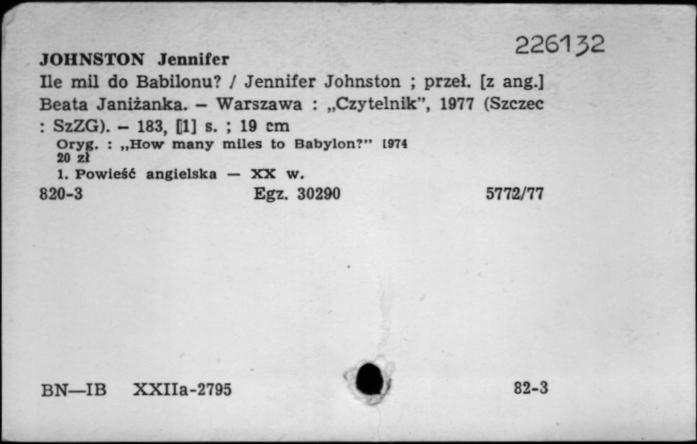 226132
JOHNSTON Jennifer
Ile mil do Babilonu? / Jennifer Johnston ; przeł. [z ang.]
Beata Janiżanka. – Warszawa : „Czytelnik”, 1977 (Szczec
: SzZG). – 183, [1] s. ; 19 cm
Oryg. : „How many miles to Babylon?” 1974
20 zł
1. Powieść angielska — XX w.
820-3 Egz. 30290 5772/77
BN—IB XXIIa-2795 82-3